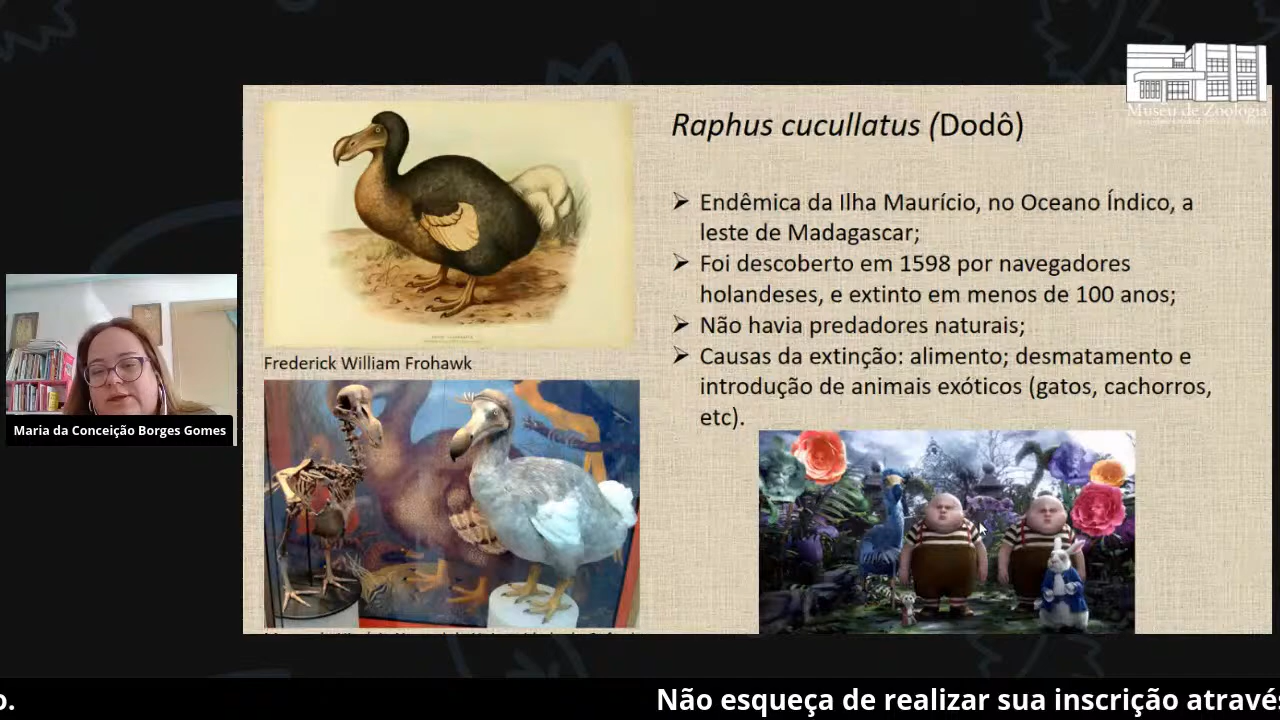 Museu de Zoologia
Raphus cucullatus (Dodô)
➢ Endêmica da Ilha Maurício, no Oceano Índico, a
leste de Madagascar;
➢ Foi descoberto em 1598 por navegadores
holandeses, e extinto em menos de 100 anos;
➢ Não havia predadores naturais;
➢ Causas da extinção: alimento; desmatamento e
introdução de animais exóticos (gatos, cachorros,
etc).
Frederick William Frohawk
Maria da Conceição Borges Gomes
o.
Não esqueça de realizar sua inscrição atravé